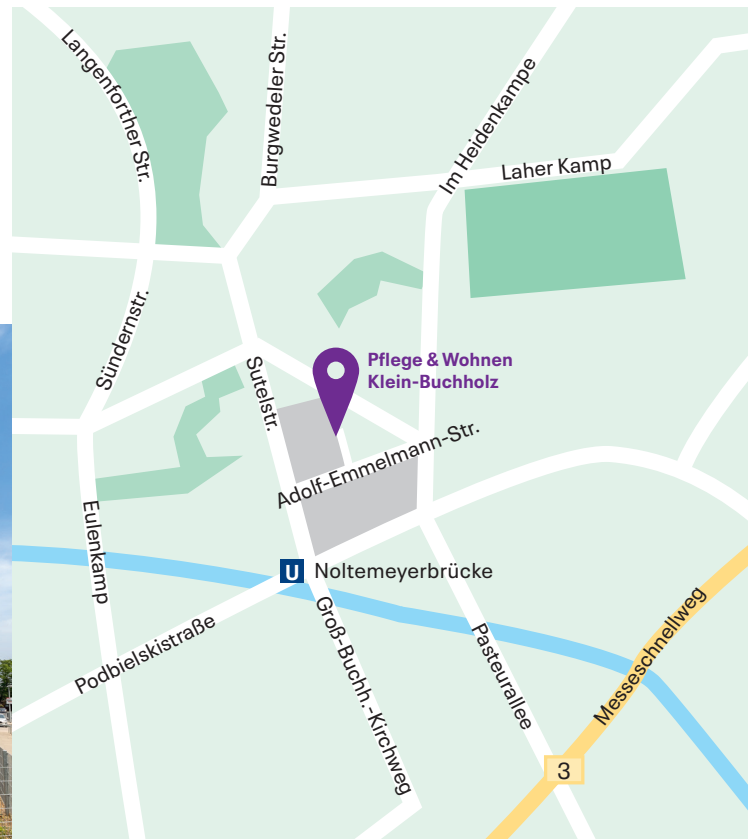 Langenforther Str.
Burgwedeler Str.
Im Heidenkampe
Laher Kamp
Sündernstr.
Sutelstr.
Pflege & Wohnen
Klein-Buchholz
Adolf-Emmelmann-Str.
Eulenkamp
U Noltemeyerbrücke
Podbielskistraße
Groß-Buchh.-Kirchweg
Pasteurallee
Messeschnellweg
3